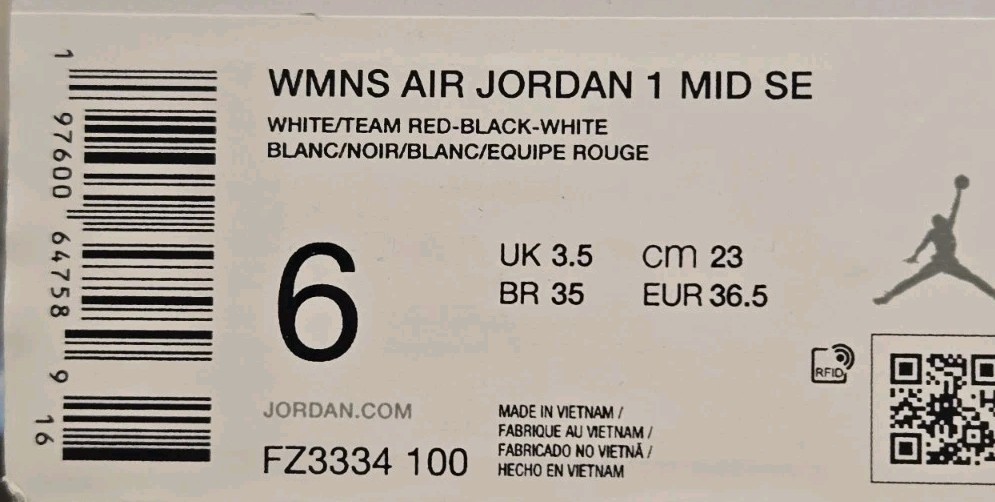 WMNS AIR JORDAN 1 MID SE
WHITE/TEAM RED-BLACK-WHITE
BLANC/NOIR/BLANC/EQUIPE ROUGE
6
UK 3.5 cm 23
BR 35 EUR 36.5
RFID
JORDAN.COM
FZ3334 100
MADE IN VIETNAM /
FABRIQUE AU VIETNAM /
FABRICADO NO VIETNÃ /
HECHO EN VIETNAM
1 97600 64758 9 16